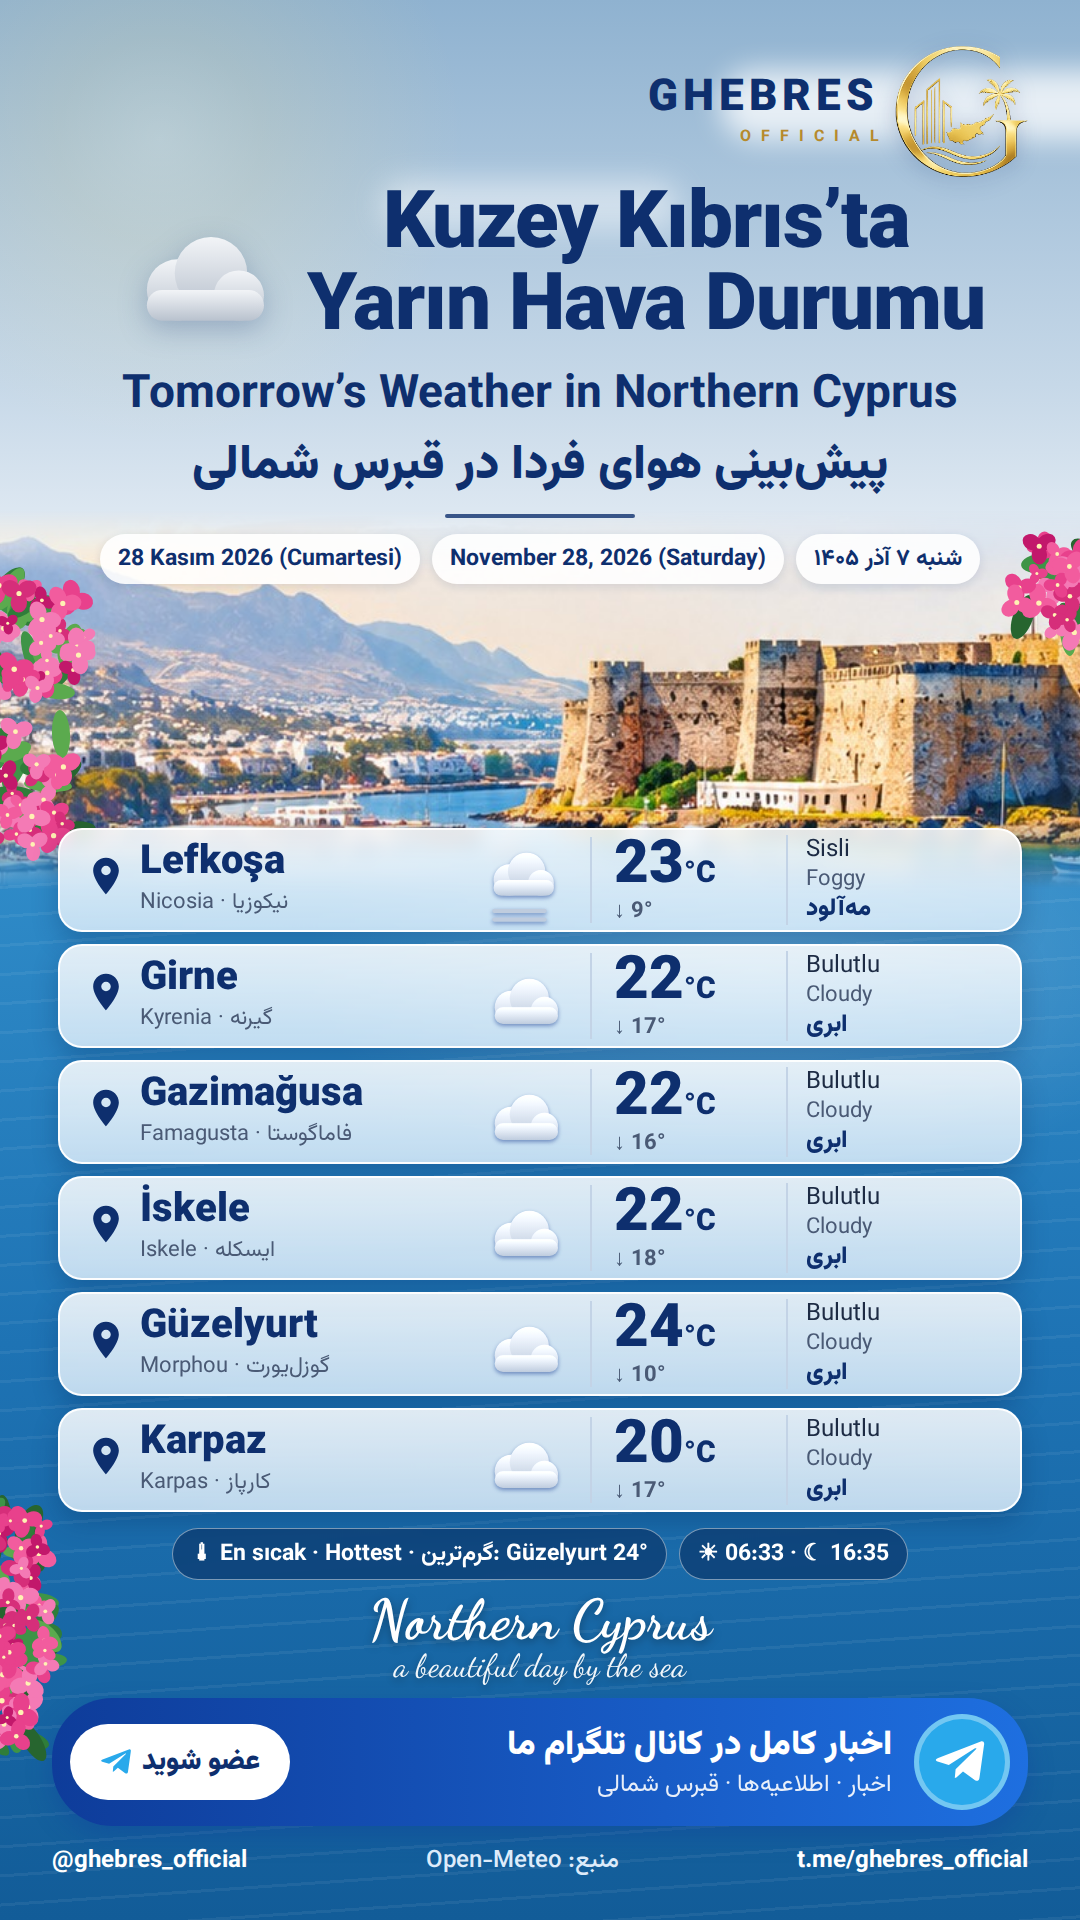 GHEBRES
OFFICIAL
Kuzey Kıbrıs’ta
Yarın Hava Durumu
Tomorrow’s Weather in Northern Cyprus
پیش‌بینی هوای فردا در قبرس شمالی
28 Kasım 2026 (Cumartesi)
November 28, 2026 (Saturday)
شنبه ۷ آذر ۱۴۰۵
Lefkoşa
Nicosia · نیکوزیا
23°C
↓ 9°
Sisli
Foggy
مه‌آلود
Girne
Kyrenia · گیرنه
22°C
↓ 17°
Bulutlu
Cloudy
ابری
Gazimağusa
Famagusta · فاماگوستا
22°C
↓ 16°
Bulutlu
Cloudy
ابری
İskele
Iskele · ایسکله
22°C
↓ 18°
Bulutlu
Cloudy
ابری
Güzelyurt
Morphou · گوزل‌یورت
24°C
↓ 10°
Bulutlu
Cloudy
ابری
Karpaz
Karpas · کارپاز
20°C
↓ 17°
Bulutlu
Cloudy
ابری
🌡 En sıcak · Hottest · گرم‌ترین: Güzelyurt 24°
☀ 06:33 · ☾ 16:35
Northern Cyprus
a beautiful day by the sea
اخبار کامل در کانال تلگرام ما
اخبار · اطلاعیه‌ها · قبرس شمالی
عضو شوید
@ghebres_official
منبع: Open-Meteo
t.me/ghebres_official